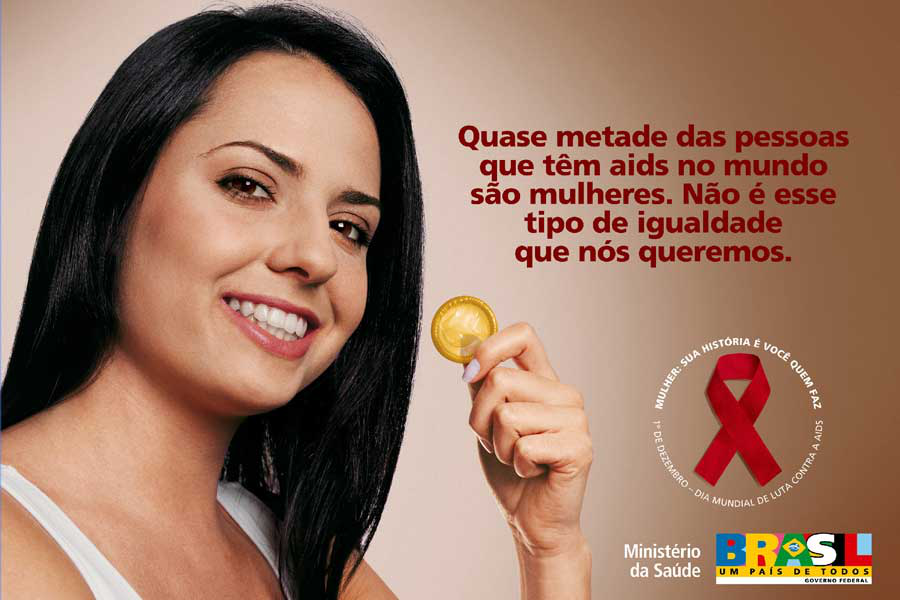 Quase metade das pessoas
que têm aids no mundo
são mulheres. Não é esse
tipo de igualdade
que nós queremos.
MULHER: SUA HISTÓRIA É VOCÊ QUEM FAZ
1º DE DEZEMBRO – DIA MUNDIAL DE LUTA CONTRA A AIDS
Ministério
da Saúde
BRASIL
UM PAÍS DE TODOS
GOVERNO FEDERAL